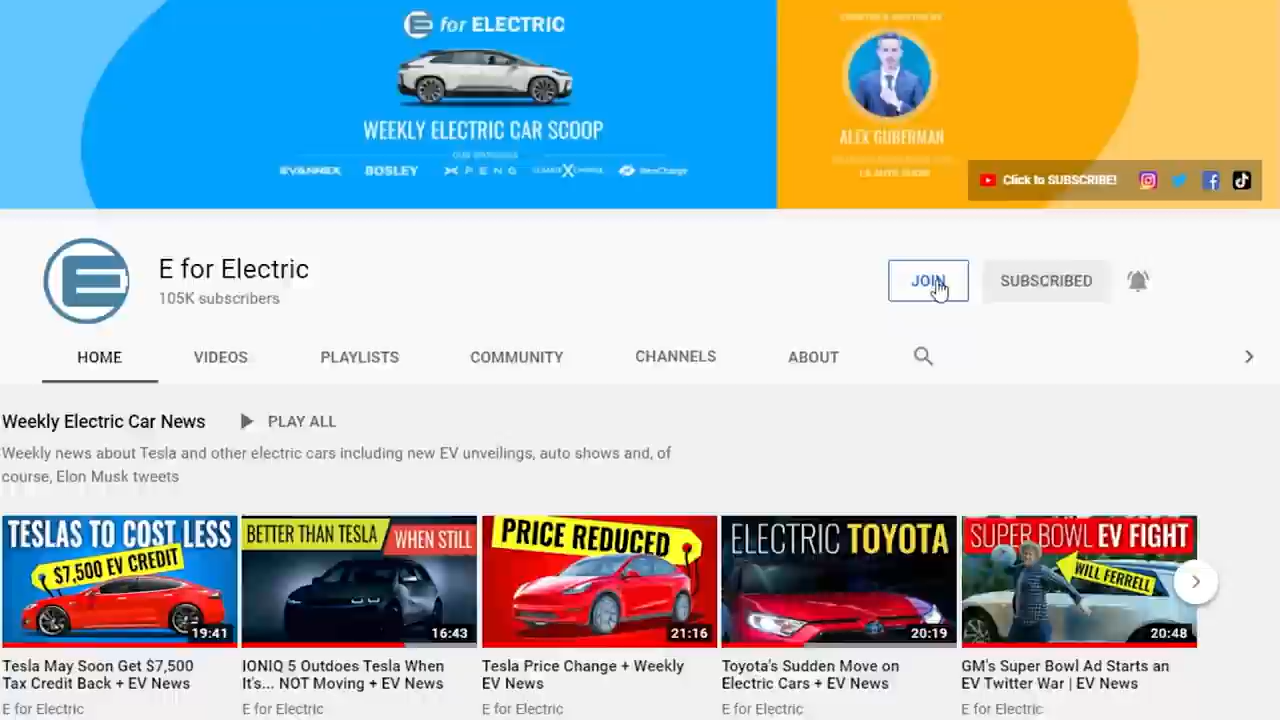 E for ELECTRIC
WEEKLY ELECTRIC CAR SCOOP
OUR SPONSORS
EVANNEX BOSLEY XPENG
ALEX GUBERMAN
LA AUTO SHOW
Click to SUBSCRIBE!
E for Electric
105K subscribers
JOIN
SUBSCRIBED
HOME VIDEOS PLAYLISTS COMMUNITY CHANNELS ABOUT
Weekly Electric Car News PLAY ALL
Weekly news about Tesla and other electric cars including new EV unveilings, auto shows and, of
course, Elon Musk tweets
TESLAS TO COST LESS
$7,500 EV CREDIT
19:41
BETTER THAN TESLA
WHEN STILL
16:43
PRICE REDUCED
21:16
ELECTRIC TOYOTA
20:19
SUPER BOWL EV FIGHT
WILL FERRELL
20:48
Tesla May Soon Get $7,500
Tax Credit Back + EV News
E for Electric
IONIQ 5 Outdoes Tesla When
It's... NOT Moving + EV News
E for Electric
Tesla Price Change + Weekly
EV News
E for Electric
Toyota's Sudden Move on
Electric Cars + EV News
E for Electric
GM's Super Bowl Ad Starts an
EV Twitter War | EV News
E for Electric